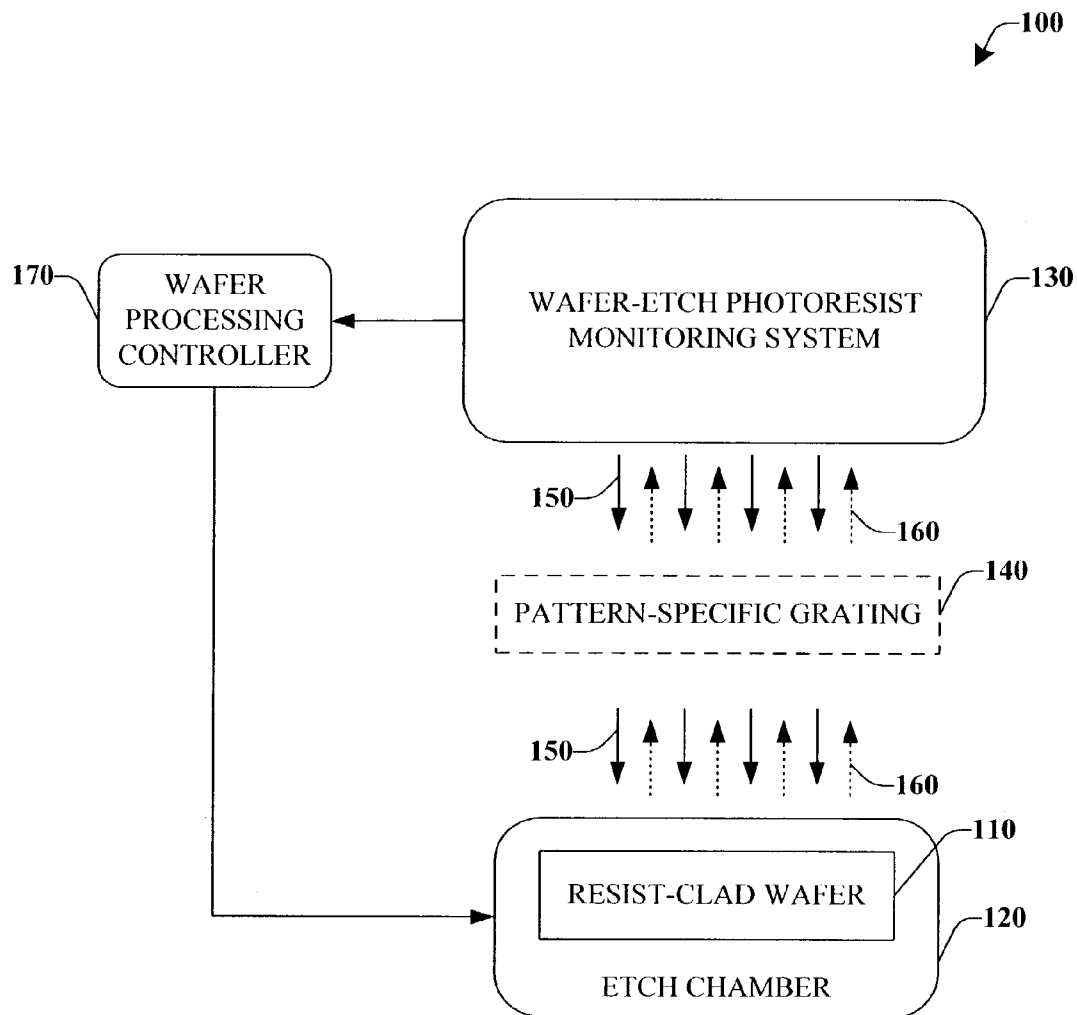 100
WAFER-ETCH PHOTORESIST
MONITORING SYSTEM
130
170
WAFER
PROCESSING
CONTROLLER
150
160
140
PATTERN-SPECIFIC GRATING
150
160
110
RESIST-CLAD WAFER
120
ETCH CHAMBER